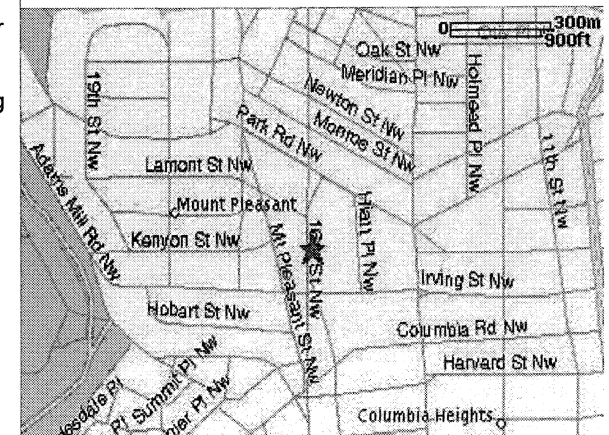 r
g
0 300m
900ft
Oak St Nw
Meridian Pl Nw
Newton St Nw
Monroe St Nw
Park Rd Nw
19th St Nw
Holmead Pl Nw
11th St Nw
Lamont St Nw
Adams Mill Rd Nw
Mount Pleasant
Kenyon St Nw
Mt Pleasant St Nw
St Nw
Hiatt Pl Nw
Irving St Nw
Hobart St Nw
Columbia Rd Nw
Harvard St Nw
Summit Pl Nw
Pl
Pl Nw
Columbia Heights